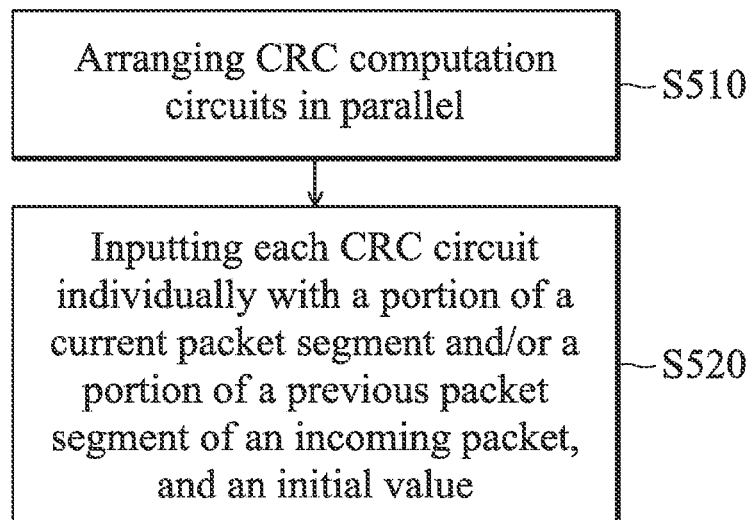 Arranging CRC computation
circuits in parallel
S510
Inputting each CRC circuit
individually with a portion of a
current packet segment and/or a
portion of a previous packet
segment of an incoming packet,
and an initial value
S520